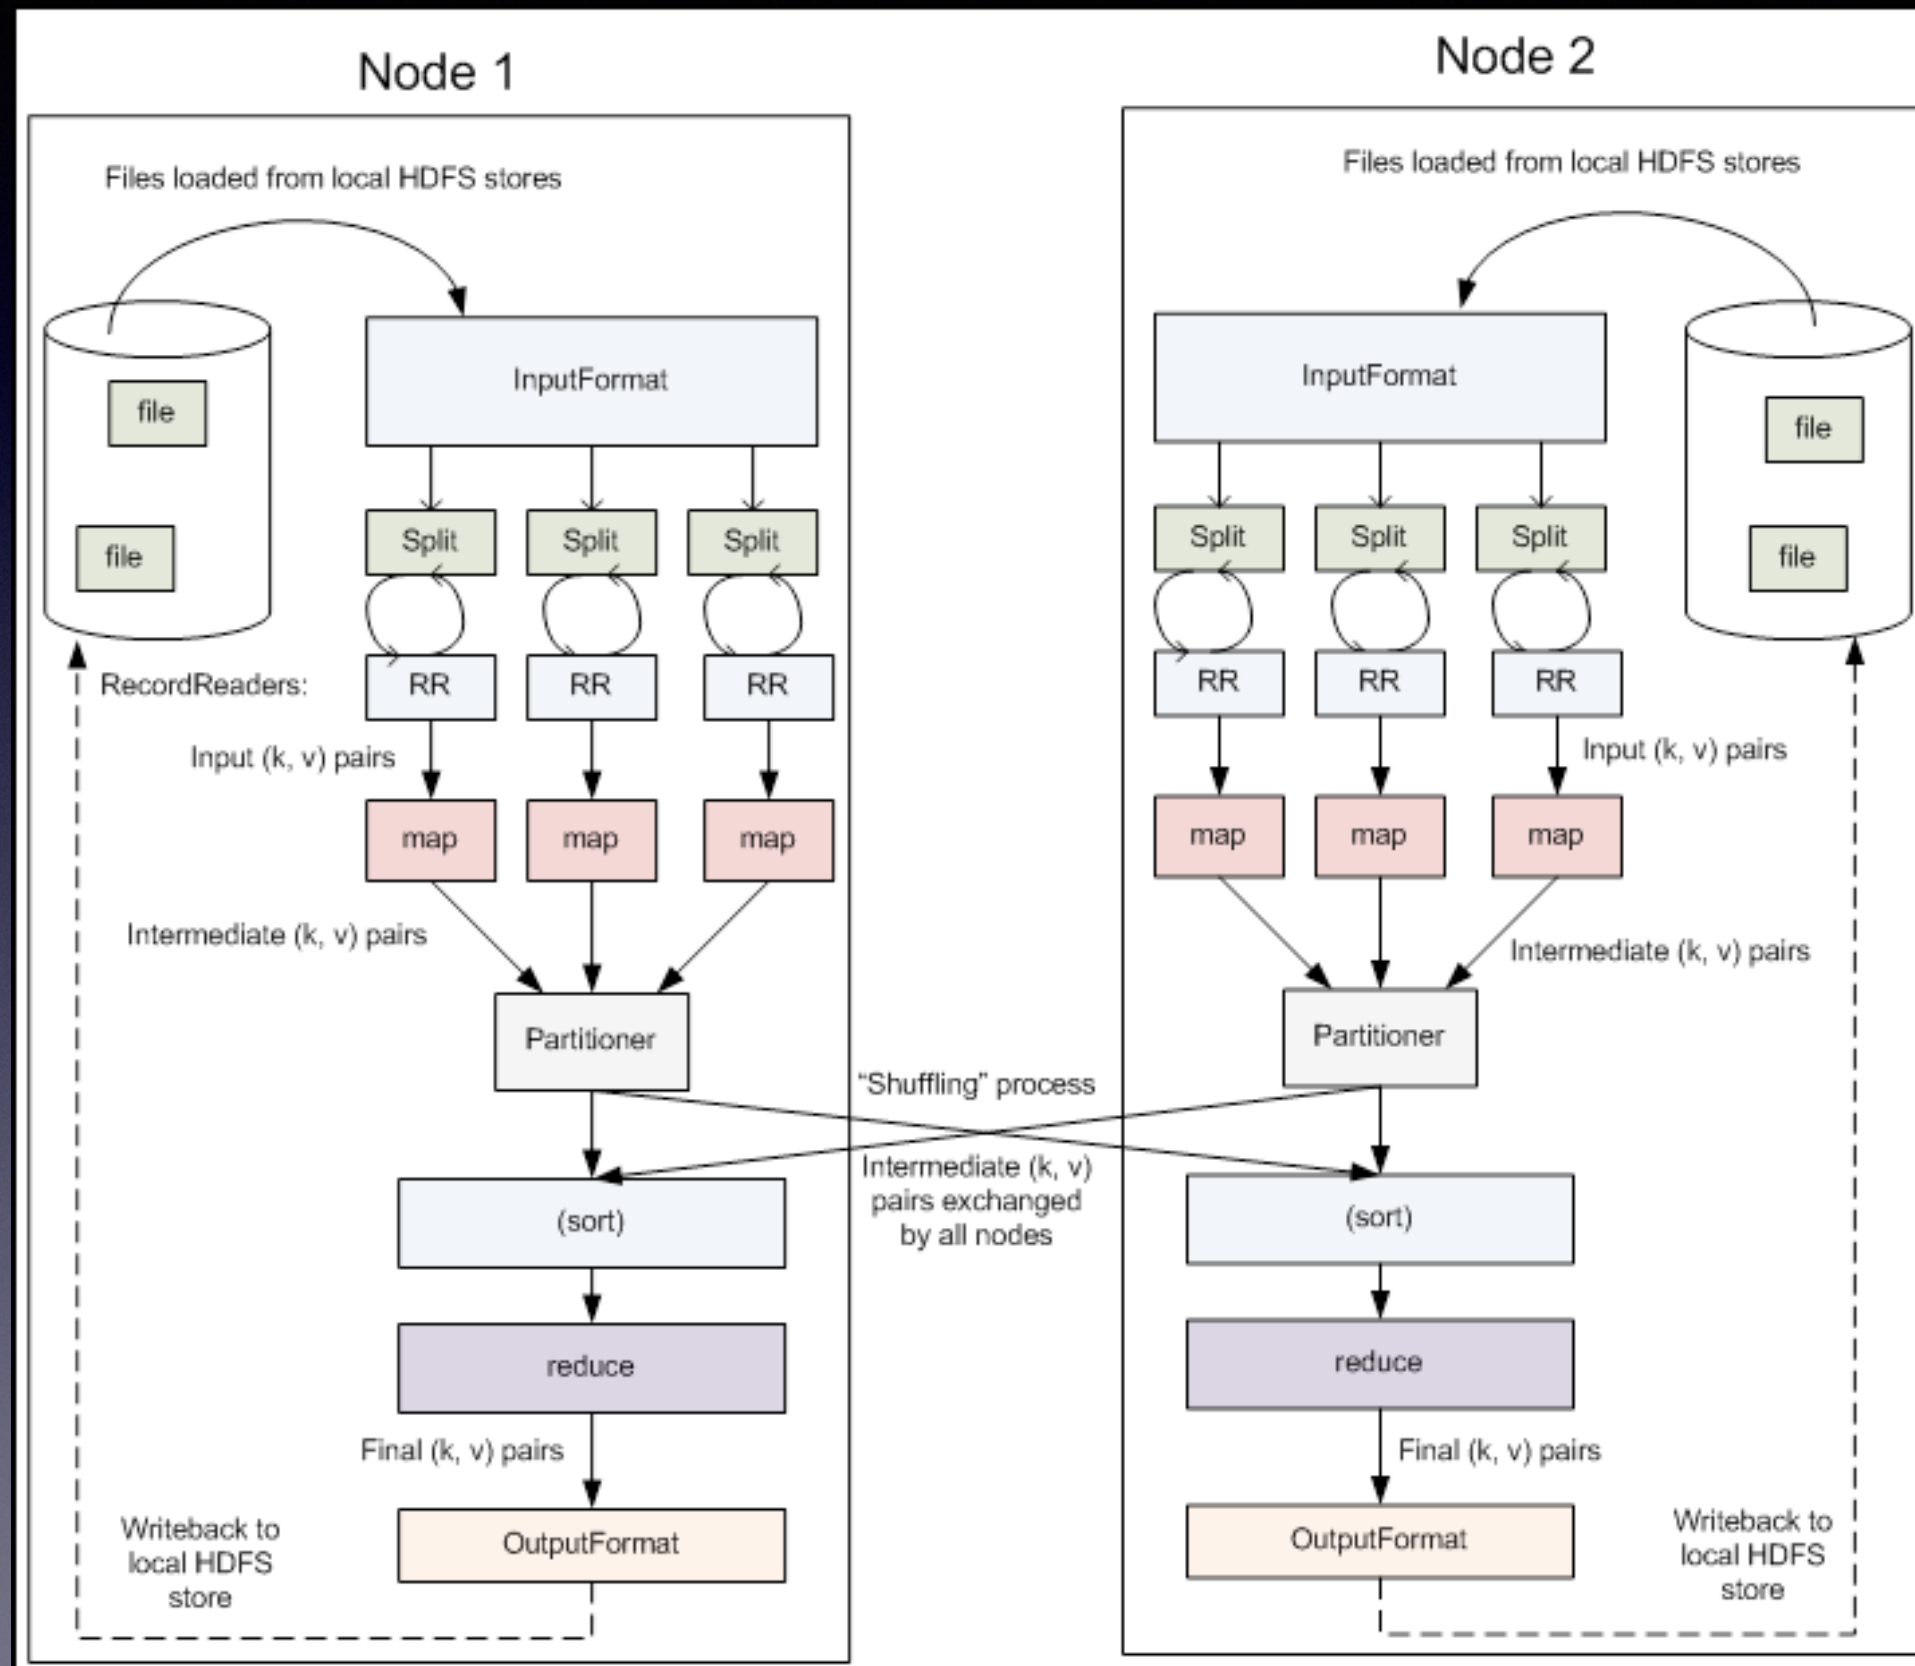 Node 1
Files loaded from local HDFS stores
InputFormat
file
file
Split Split Split
RecordReaders:
RR RR RR
Input (k, v) pairs
map map map
Intermediate (k, v) pairs
Partitioner
“Shuffling” process
Intermediate (k, v)
pairs exchanged
by all nodes
(sort)
reduce
Final (k, v) pairs
OutputFormat
Writeback to
local HDFS
store
Node 2
Files loaded from local HDFS stores
InputFormat
file
file
Split Split Split
RR RR RR
Input (k, v) pairs
map map map
Intermediate (k, v) pairs
Partitioner
(sort)
reduce
Final (k, v) pairs
OutputFormat
Writeback to
local HDFS
store